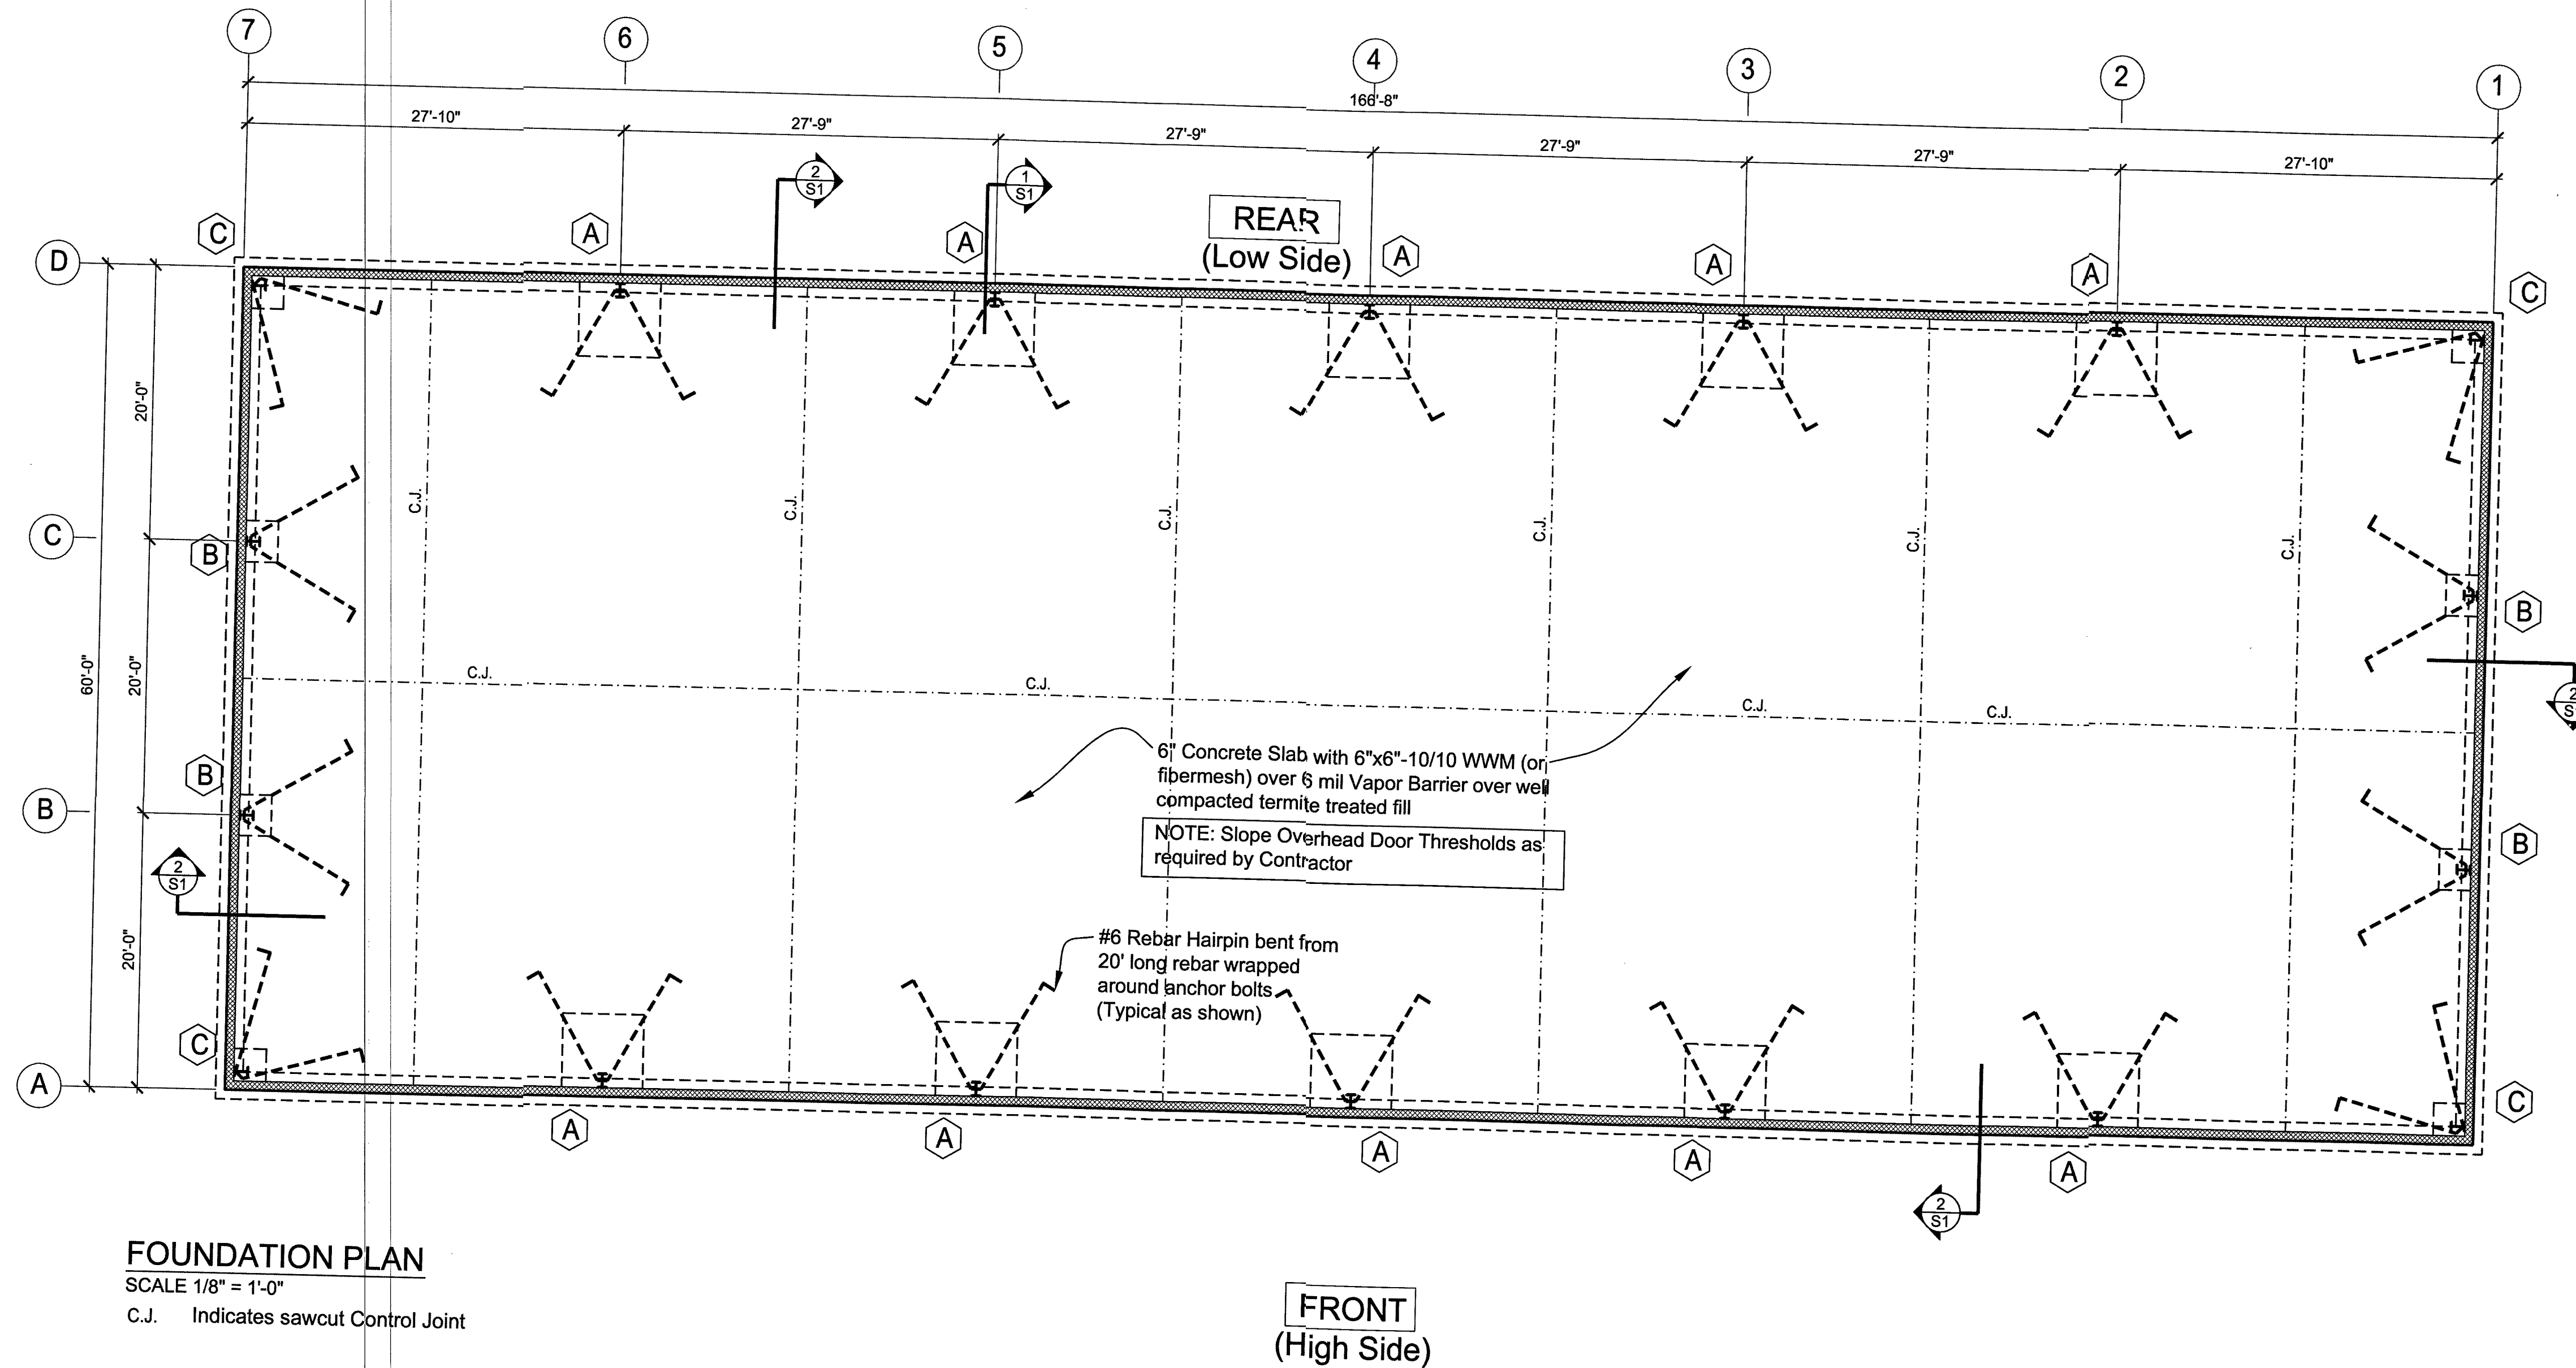 7
6
5
4
3
2
1
166'-8"
27'-10"
27'-9"
27'-9"
27'-9"
27'-9"
27'-10"
2
S1
1
S1
REAR
(Low Side)
C
A
A
A
A
A
C
D
20'-0"
C
B
C.J.
C.J.
C.J.
C.J.
C.J.
C.J.
B
60'-0"
20'-0"
C.J.
C.J.
C.J.
C.J.
2
6" Concrete Slab with 6"x6"-10/10 WWM (or
fibermesh) over 6 mil Vapor Barrier over well
compacted termite treated fill
NOTE: Slope Overhead Door Thresholds as
required by Contractor
B
B
B
2
S1
20'-0"
#6 Rebar Hairpin bent from
20' long rebar wrapped
around anchor bolts
(Typical as shown)
C
A
C
A
A
A
A
A
2
S1
FOUNDATION PLAN
SCALE 1/8" = 1'-0"
C.J. Indicates sawcut Control Joint
FRONT
(High Side)